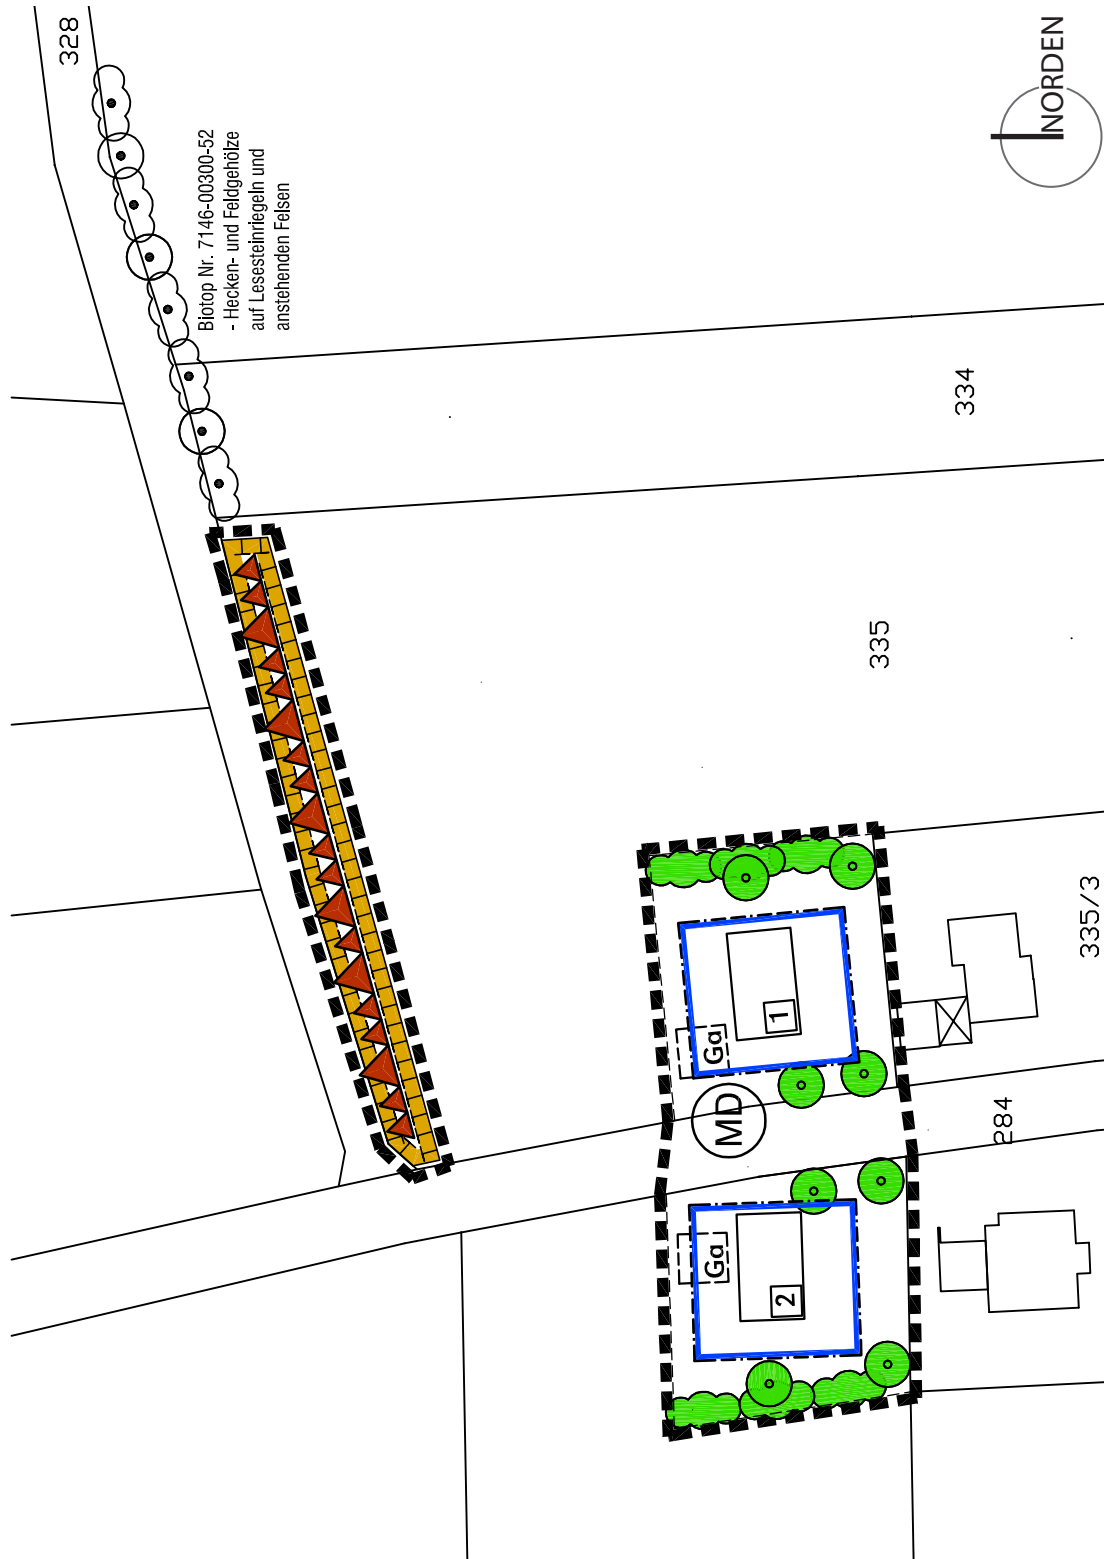 328
Biotop Nr. 7146-00300-52
- Hecken- und Feldgehölze
auf Lesesteinriegeln und
anstehenden Felsen
NORDEN
334
335
335/3
1
Ga
MD
284
Ga
2